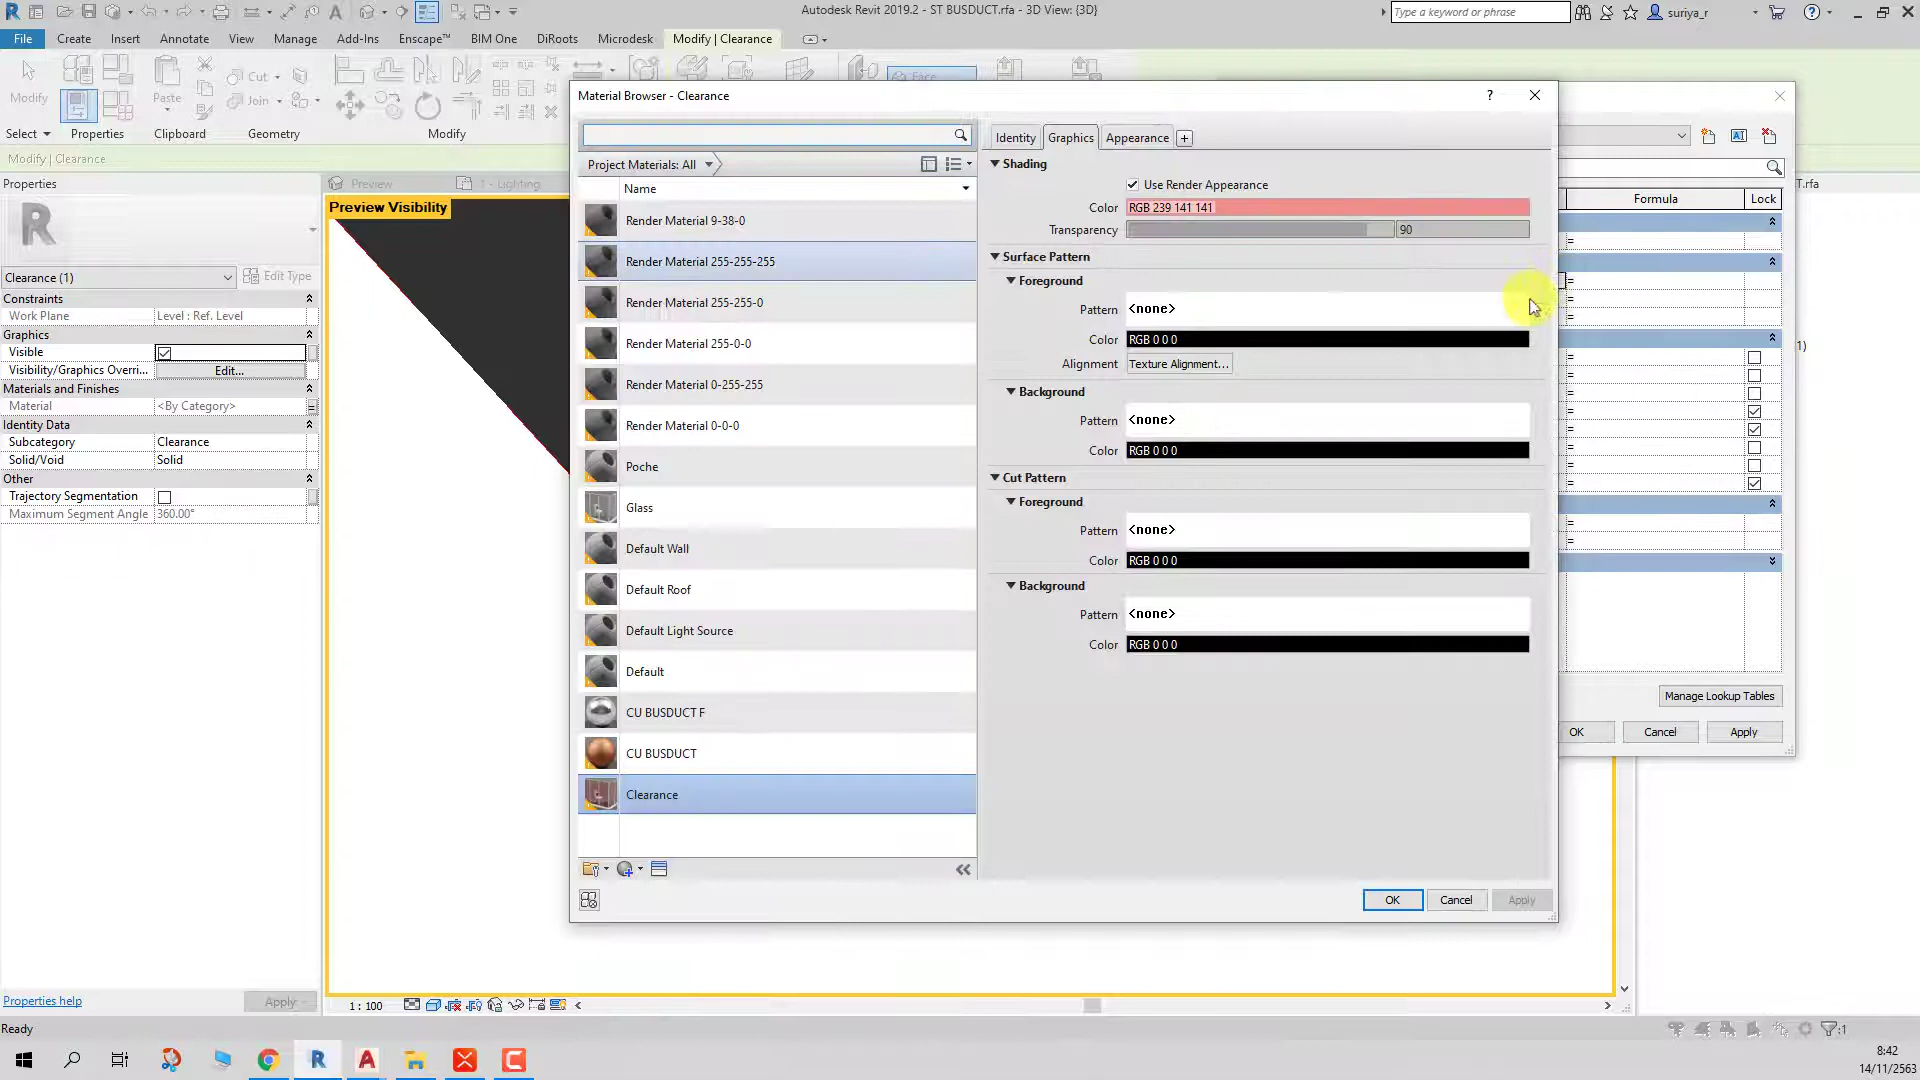 Autodesk Revit 2019.2 - ST BUSDUCT.rfa - 3D View: {3D}
Type a keyword or phrase
suriya_r
File Create Insert Annotate Manage View Add-Ins Enscape™ BIM One DiRoots Microdesk Modify | Clearance
Modify
Paste
Cut
Join
Face
Select
Properties
Clipboard
Geometry
Modify
Modify | Clearance
Properties
Clearance (1)
Edit Type
Constraints
Work Plane Level : Ref. Level
Graphics
Visible
Visibility/Graphics Overri... Edit...
Materials and Finishes
Material <By Category>
Identity Data
Subcategory Clearance
Solid/Void Solid
Other
Trajectory Segmentation
Maximum Segment Angle 360.00°
Properties help
Apply
Preview
1 - Lighting
Preview Visibility
Material Browser - Clearance
?
Project Materials: All
Name
Render Material 9-38-0
Render Material 255-255-255
Render Material 255-255-0
Render Material 255-0-0
Render Material 0-255-255
Render Material 0-0-0
Poche
Glass
Default Wall
Default Roof
Default Light Source
Default
CU BUSDUCT F
CU BUSDUCT
Clearance
Identity Graphics Appearance +
Shading
Use Render Appearance
Color RGB 239 141 141
Transparency 90
Surface Pattern
Foreground
Pattern <none>
Color RGB 0 0 0
Alignment Texture Alignment...
Background
Pattern <none>
Color RGB 0 0 0
Cut Pattern
Foreground
Pattern <none>
Color RGB 0 0 0
Background
Pattern <none>
Color RGB 0 0 0
OK Cancel Apply
Formula Lock
=
=
=
=
=
=
=
=
=
=
=
=
=
=
Manage Lookup Tables
OK Cancel Apply
T.rfa
1)
1 : 100
Ready
:1
8:42
14/11/2563